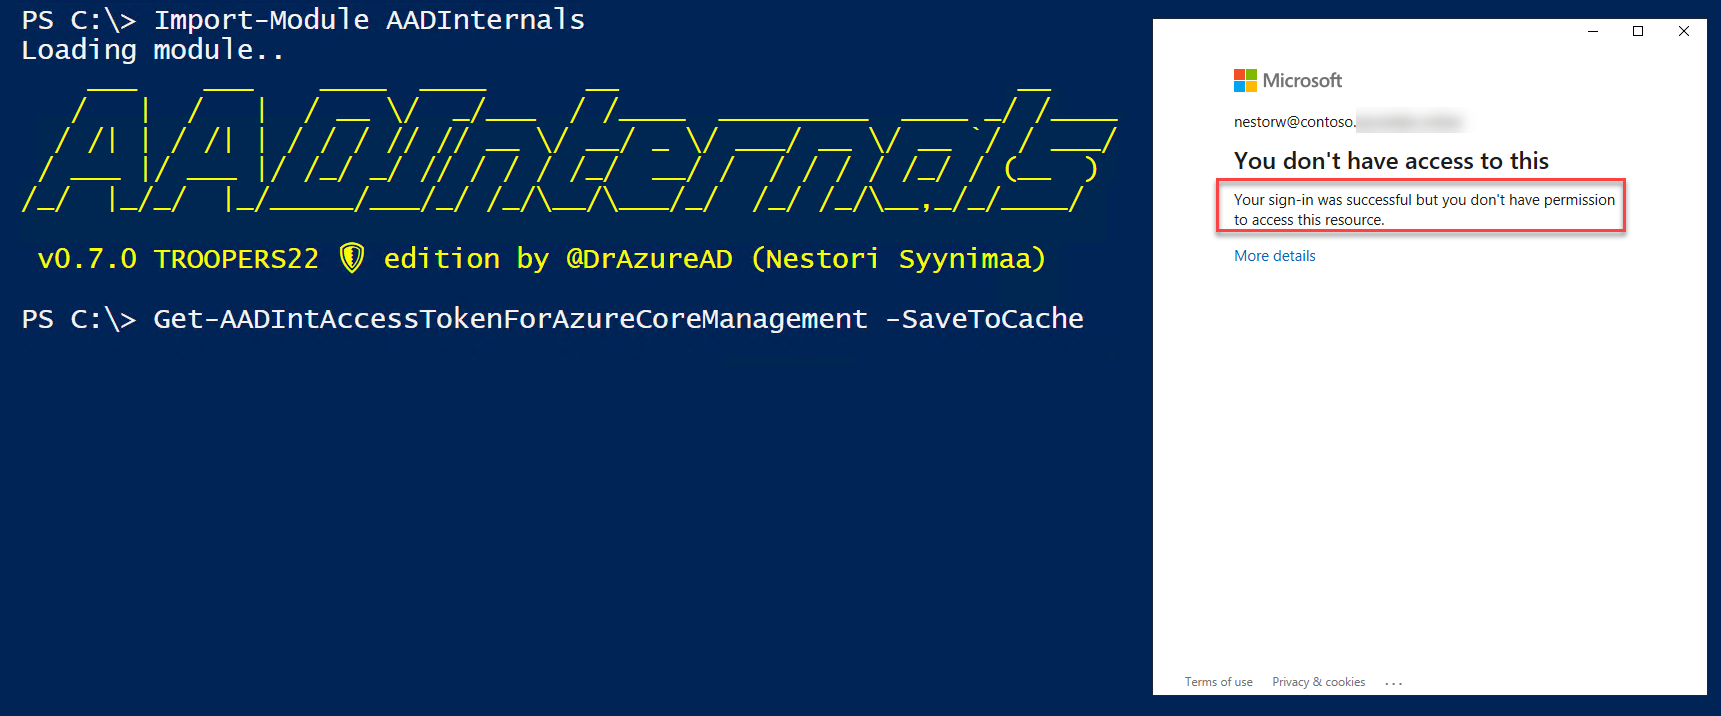 PS C:\> Import-Module AADInternals
Loading module..
AADInternals
v0.7.0 TROOPERS22 edition by @DrAzureAD (Nestori Syynimaa)
PS C:\> Get-AADIntAccessTokenForAzureCoreManagement -SaveToCache
Microsoft
nestorw@contoso.
You don't have access to this
Your sign-in was successful but you don't have permission
to access this resource.
More details
Terms of use Privacy & cookies ...